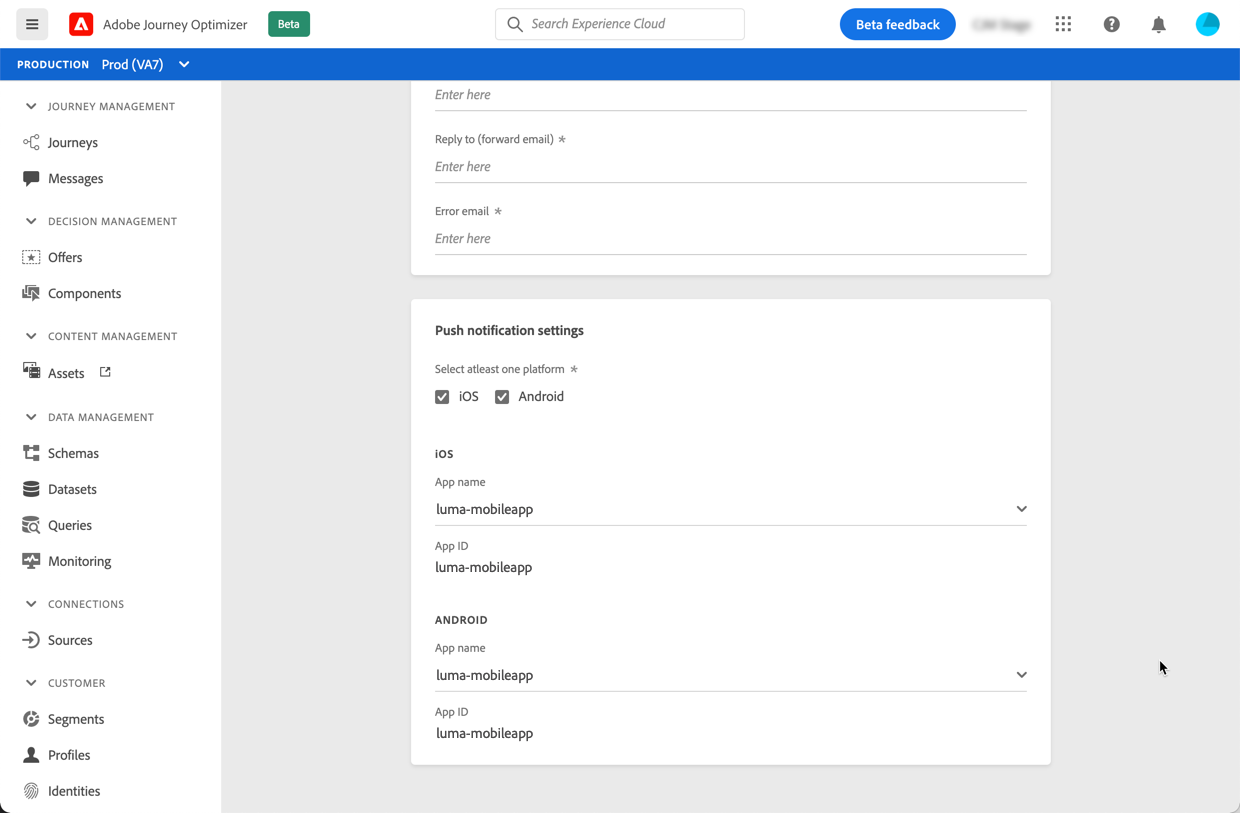 Adobe Journey Optimizer
Beta
Search Experience Cloud
Beta feedback
PRODUCTION Prod (VA7)
JOURNEY MANAGEMENT
Journeys
Messages
DECISION MANAGEMENT
Offers
Components
CONTENT MANAGEMENT
Assets
DATA MANAGEMENT
Schemas
Datasets
Queries
Monitoring
CONNECTIONS
Sources
CUSTOMER
Segments
Profiles
Identities
Enter here
Reply to (forward email) *
Enter here
Error email *
Enter here
Push notification settings
Select atleast one platform *
iOS Android
iOS
App name
luma-mobileapp
App ID
luma-mobileapp
ANDROID
App name
luma-mobileapp
App ID
luma-mobileapp